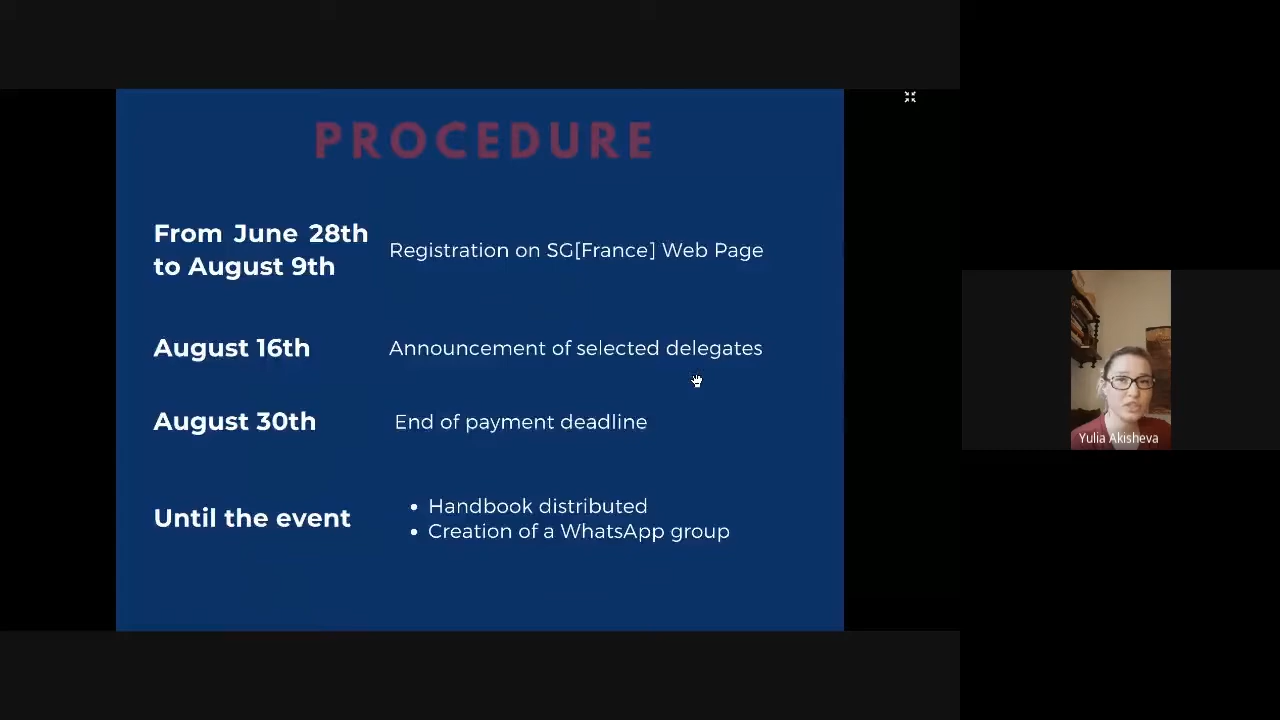 PROCEDURE
From June 28th
to August 9th
Registration on SG[France] Web Page
August 16th
Announcement of selected delegates
August 30th
End of payment deadline
Until the event
• Handbook distributed
• Creation of a WhatsApp group
Yulia Akisheva